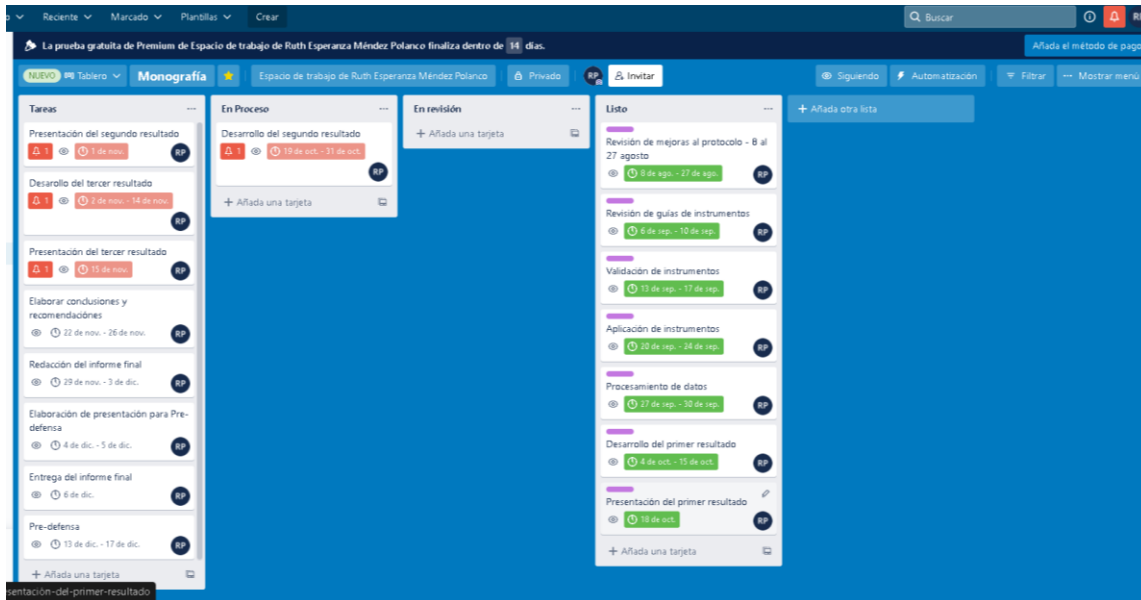 Reciente
Marcado
Plantillas
Crear
Buscar
La prueba gratuita de Premium de Espacio de trabajo de Ruth Esperanza Méndez Polanco finaliza dentro de 14 días.
Añada el método de pago
NUEVO
Tablero
Monografía
Espacio de trabajo de Ruth Esperanza Méndez Polanco
Privado
RP
Invitar
Siguiendo
Automatización
Filtrar
Mostrar menú
Tareas
Presentación del segundo resultado
1
1 de nov.
RP
Desarollo del tercer resultado
1
2 de nov. - 14 de nov.
RP
Presentación del tercer resultado
1
15 de nov.
RP
Elaborar conclusiones y
recomendaciónes
22 de nov. - 26 de nov.
RP
Redacción del informe final
29 de nov. - 3 de dic.
RP
Elaboración de presentación para Pre-
defensa
4 de dic. - 5 de dic.
RP
Entrega del informe final
6 de dic.
RP
Pre-defensa
13 de dic. - 17 de dic.
RP
+ Añada una tarjeta
En Proceso
Desarrollo del segundo resultado
1
19 de oct. - 31 de oct.
RP
+ Añada una tarjeta
En revisión
+ Añada una tarjeta
Listo
Revisión de mejoras al protocolo - 8 al
27 agosto
8 de ago. - 27 de ago.
RP
Revisión de guías de instrumentos
6 de sep. - 10 de sep.
RP
Validación de instrumentos
13 de sep. - 17 de sep.
RP
Aplicación de instrumentos
20 de sep. - 24 de sep.
RP
Procesamiento de datos
27 de sep. - 30 de sep.
RP
Desarrollo del primer resultado
4 de oct. - 15 de oct.
RP
Presentación del primer resultado
18 de oct.
RP
+ Añada una tarjeta
+ Añada otra lista
sentación-del-primer-resultado